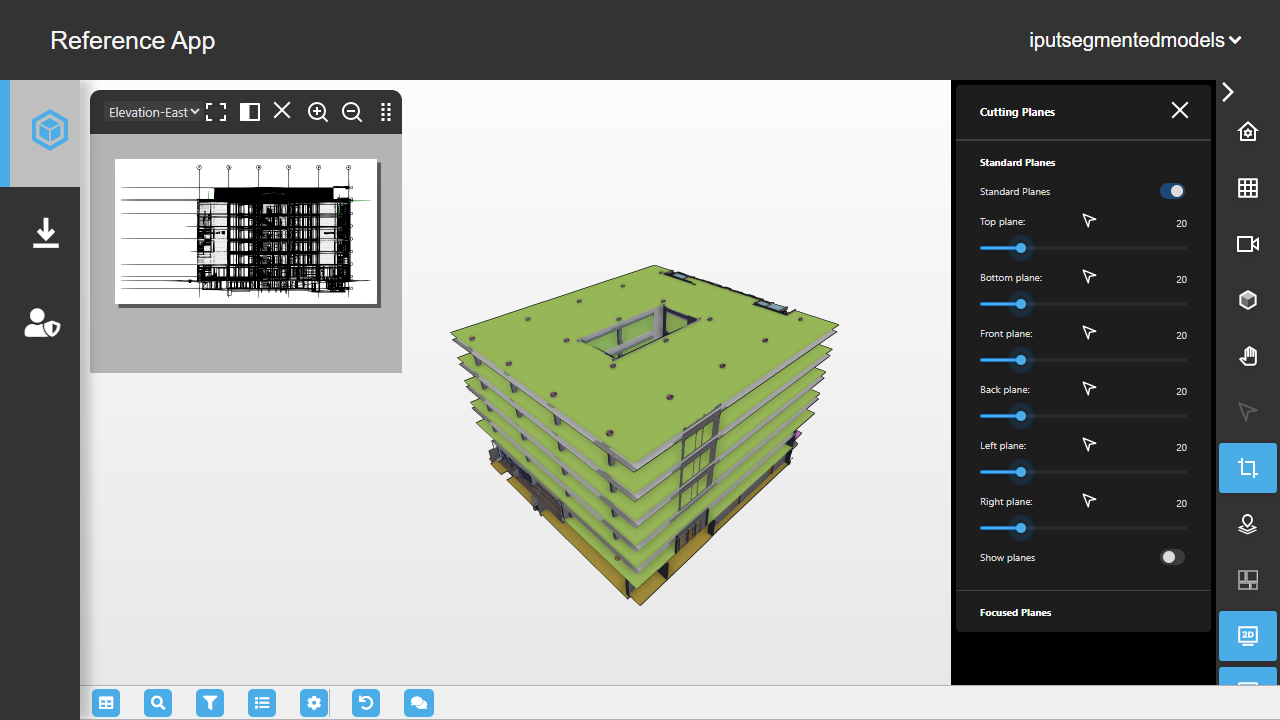 Reference App
iputsegmentedmodels
Elevation-East
Cutting Planes
Standard Planes
Standard Planes
Top plane:
20
Bottom plane:
20
Front plane:
20
Back plane:
20
Left plane:
20
Right plane:
20
Show planes
Focused Planes
2D